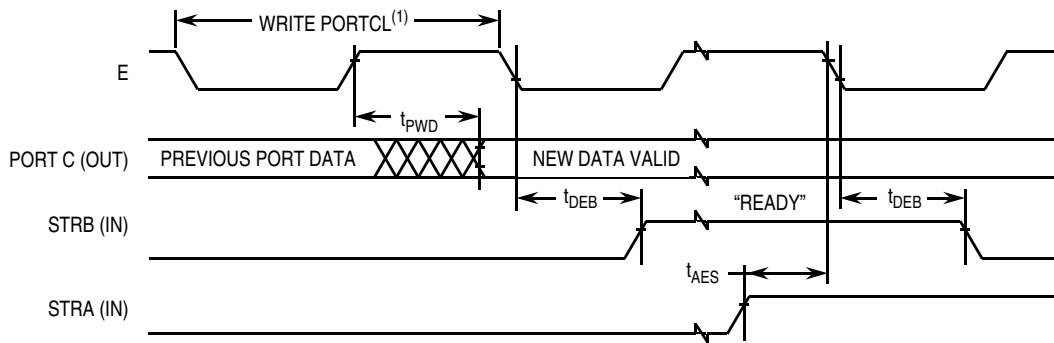 WRITE PORTCL(1)
E
tPWD
PORT C (OUT)
PREVIOUS PORT DATA
NEW DATA VALID
tDEB
"READY"
tDEB
STRB (IN)
tAES
STRA (IN)